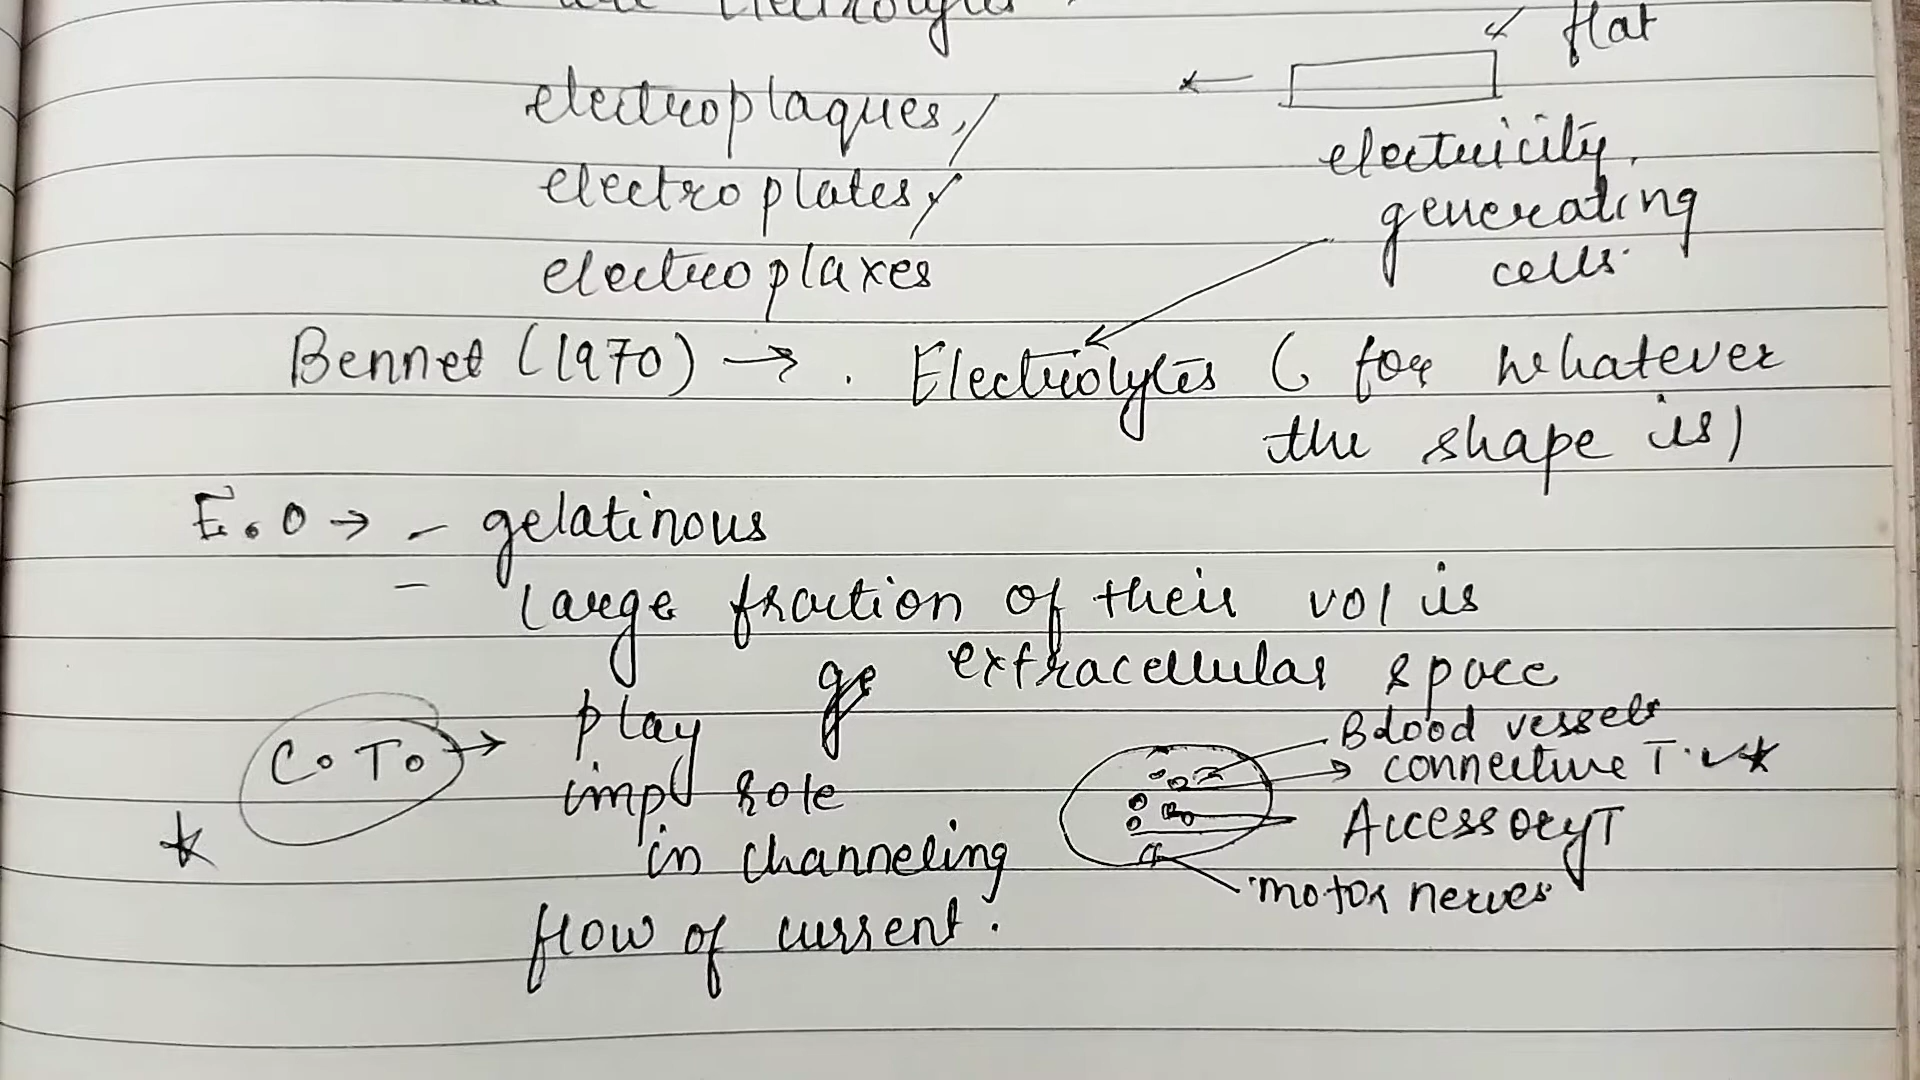 Electrolytes
flat
electroplaques,/
electroplates/
electroplaxes
electricity
generating
cells.
Bennet (1970) → . Electrolytes ( for whatever
the shape is)
E.O → - gelatinous
- large fraction of their vol is
extracellular space
C.T. → play
imp role
in channeling
flow of current.
Blood vessels
connective T.
Accessory T
motor nerves